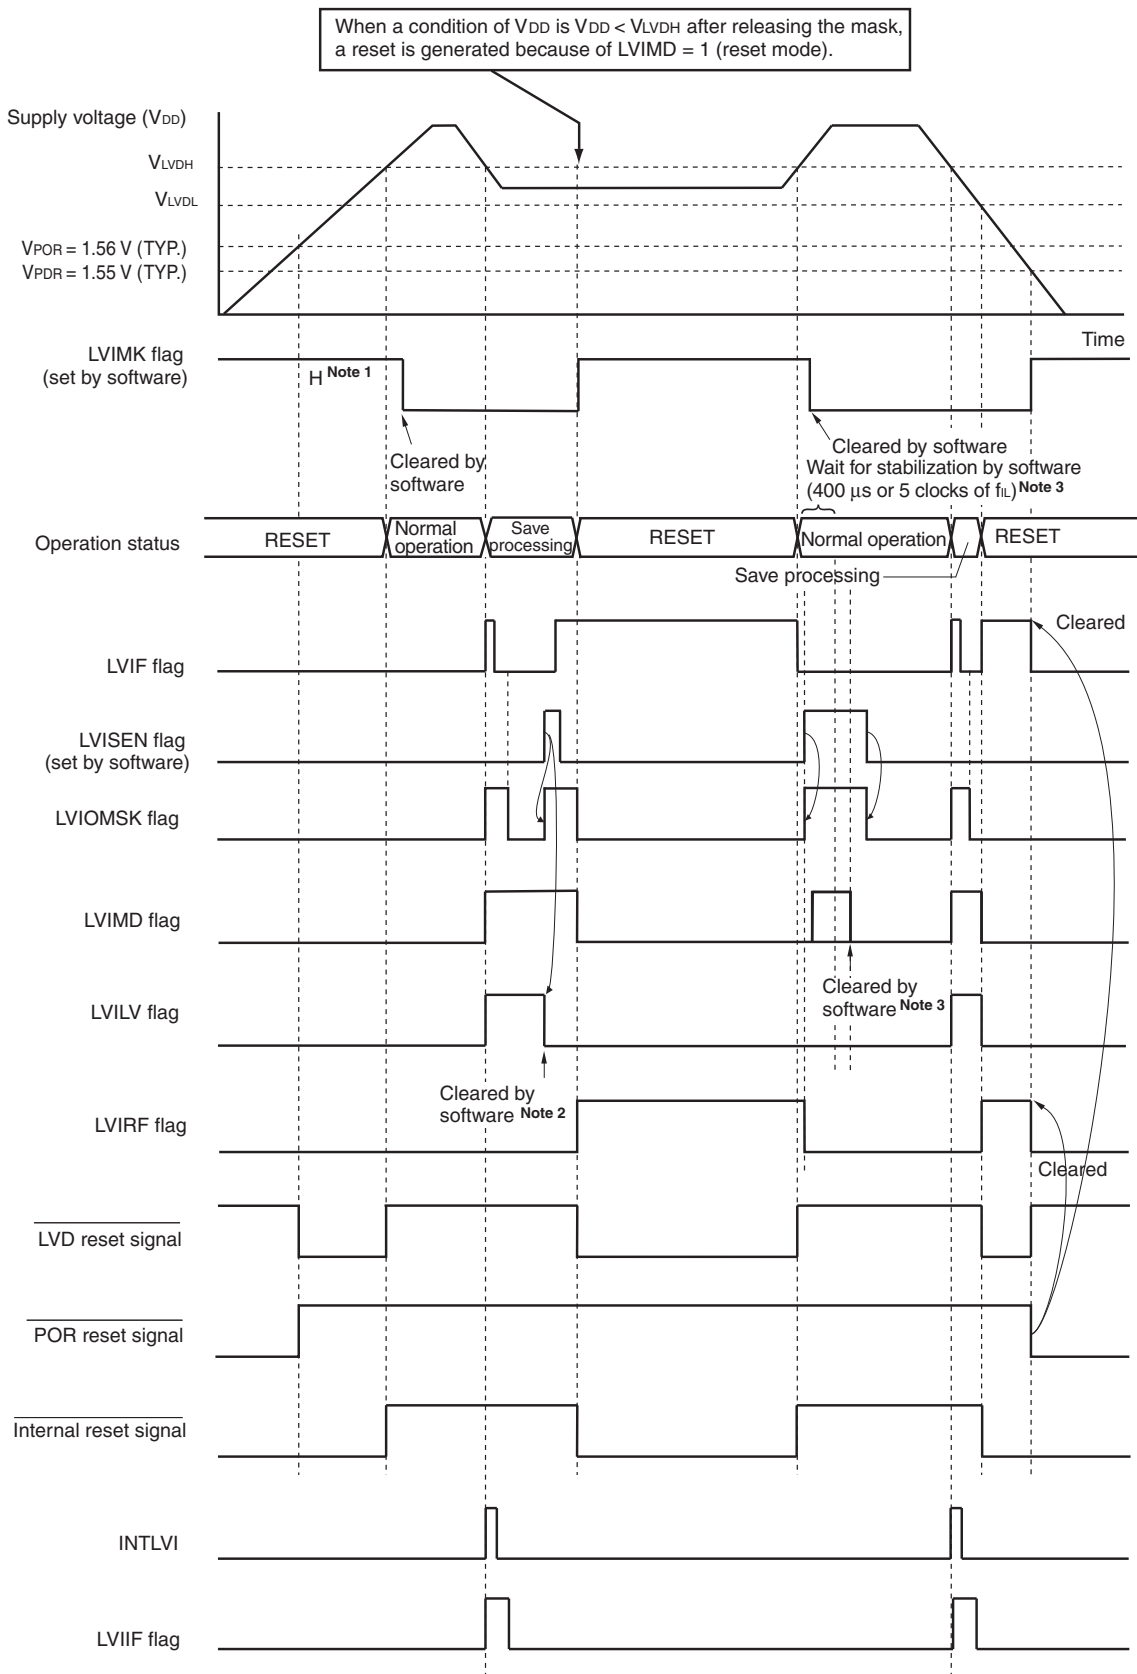 When a condition of VDD is VDD < VLVDH after releasing the mask,
a reset is generated because of LVIMD = 1 (reset mode).
Supply voltage (VDD)
VLVDH
VLVDL
VPOR = 1.56 V (TYP.)
VPDR = 1.55 V (TYP.)
Time
LVIMK flag
(set by software)
H Note 1
Cleared by
software
Cleared by software
Wait for stabilization by software
(400 μs or 5 clocks of fIL) Note 3
Operation status
RESET
Normal
operation
Save
processing
RESET
Normal operation
RESET
Save processing
LVIF flag
Cleared
LVISEN flag
(set by software)
LVIOMSK flag
LVIMD flag
Cleared by
software Note 3
LVILV flag
Cleared by
software Note 2
LVIRF flag
Cleared
LVD reset signal
POR reset signal
Internal reset signal
INTLVI
LVIIF flag